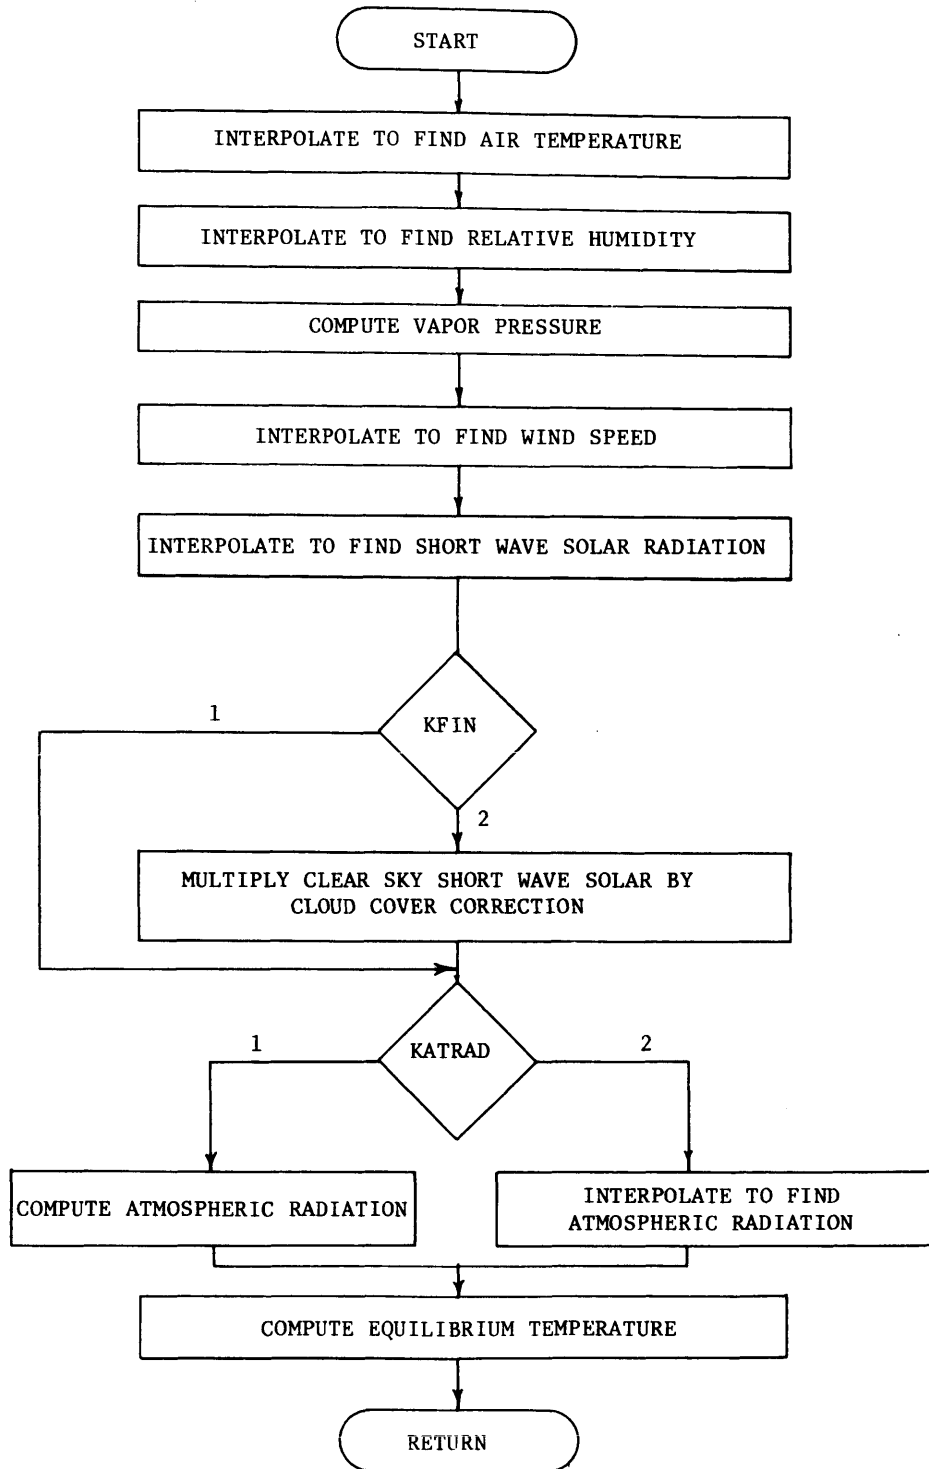 START
INTERPOLATE TO FIND AIR TEMPERATURE
INTERPOLATE TO FIND RELATIVE HUMIDITY
COMPUTE VAPOR PRESSURE
INTERPOLATE TO FIND WIND SPEED
INTERPOLATE TO FIND SHORT WAVE SOLAR RADIATION
1
KFIN
2
MULTIPLY CLEAR SKY SHORT WAVE SOLAR BY
CLOUD COVER CORRECTION
1
KATRAD
2
COMPUTE ATMOSPHERIC RADIATION
INTERPOLATE TO FIND
ATMOSPHERIC RADIATION
COMPUTE EQUILIBRIUM TEMPERATURE
RETURN